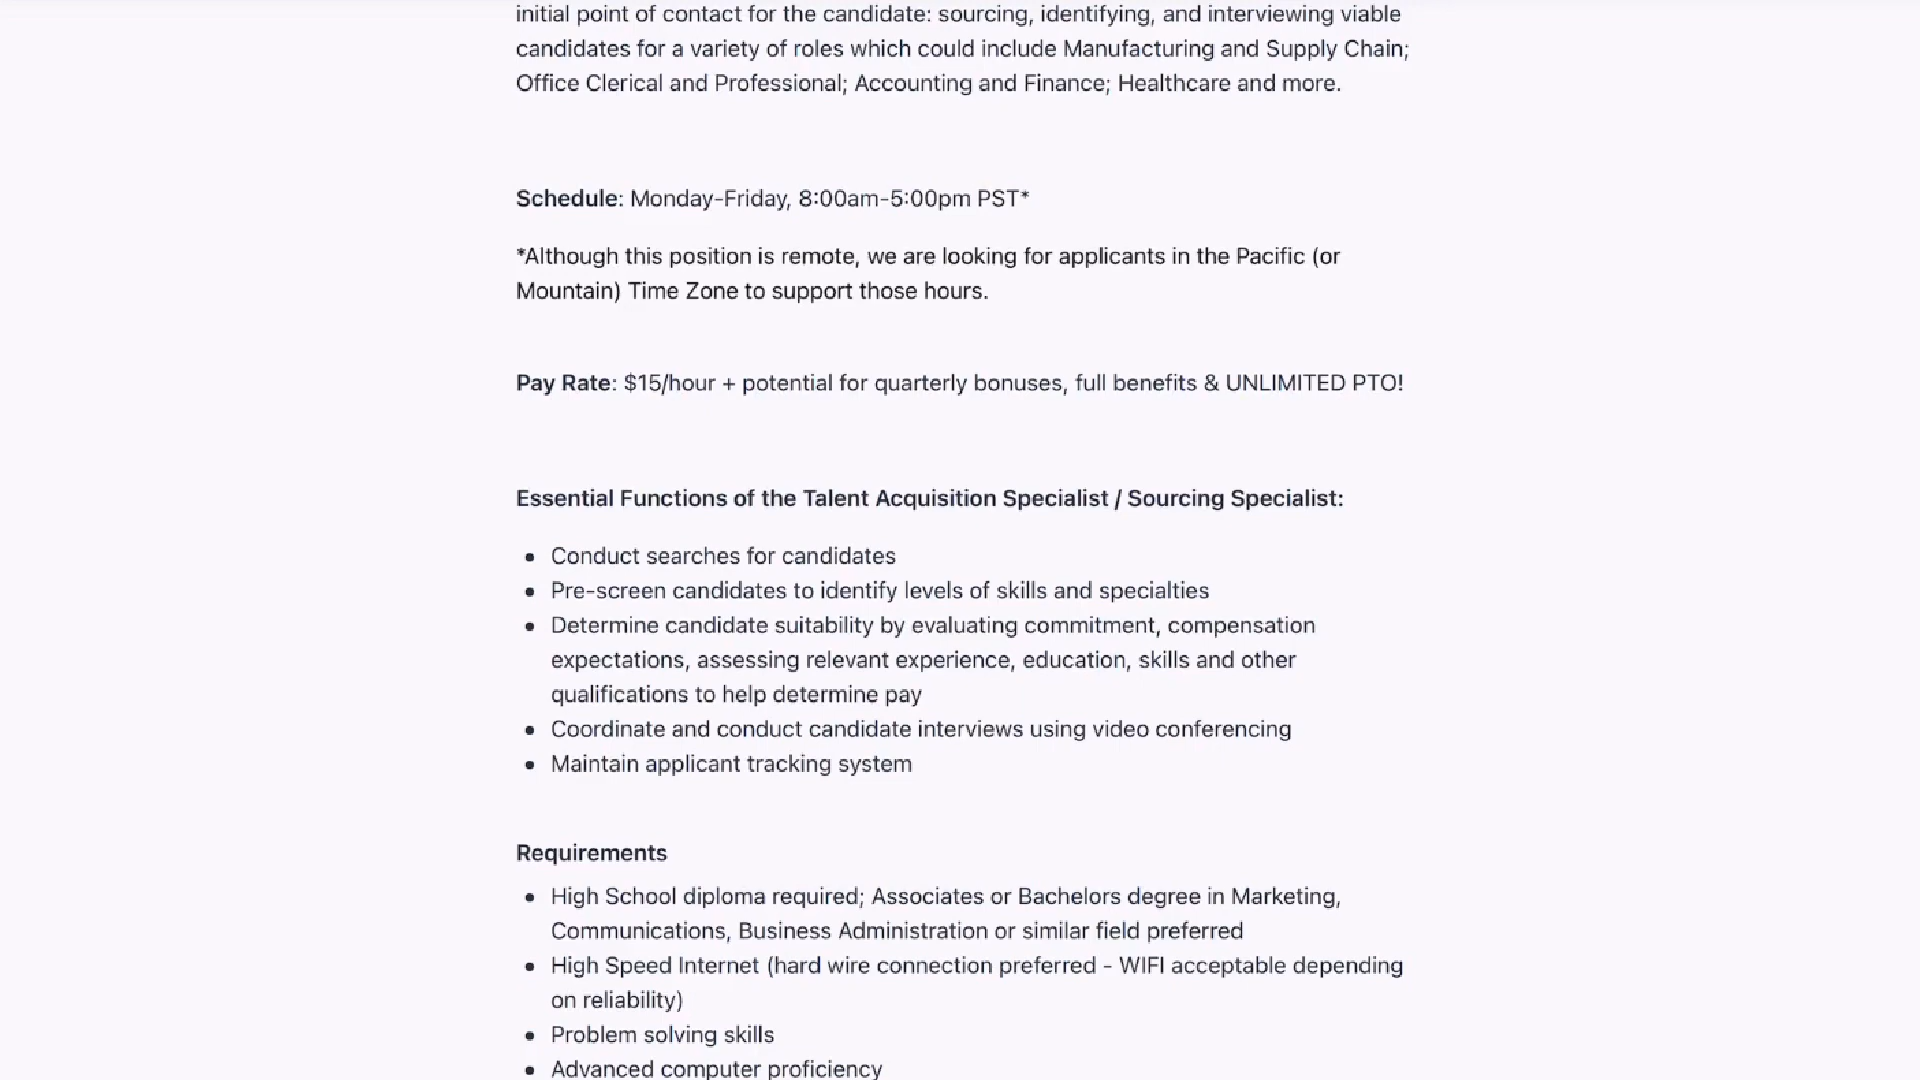 initial point of contact for the candidate: sourcing, identifying, and interviewing viable
candidates for a variety of roles which could include Manufacturing and Supply Chain;
Office Clerical and Professional; Accounting and Finance; Healthcare and more.
Schedule: Monday-Friday, 8:00am-5:00pm PST*
*Although this position is remote, we are looking for applicants in the Pacific (or
Mountain) Time Zone to support those hours.
Pay Rate: $15/hour + potential for quarterly bonuses, full benefits & UNLIMITED PTO!
Essential Functions of the Talent Acquisition Specialist / Sourcing Specialist:
• Conduct searches for candidates
• Pre-screen candidates to identify levels of skills and specialties
• Determine candidate suitability by evaluating commitment, compensation
expectations, assessing relevant experience, education, skills and other
qualifications to help determine pay
• Coordinate and conduct candidate interviews using video conferencing
• Maintain applicant tracking system
Requirements
• High School diploma required; Associates or Bachelors degree in Marketing,
Communications, Business Administration or similar field preferred
• High Speed Internet (hard wire connection preferred - WIFI acceptable depending
on reliability)
• Problem solving skills
• Advanced computer proficiency